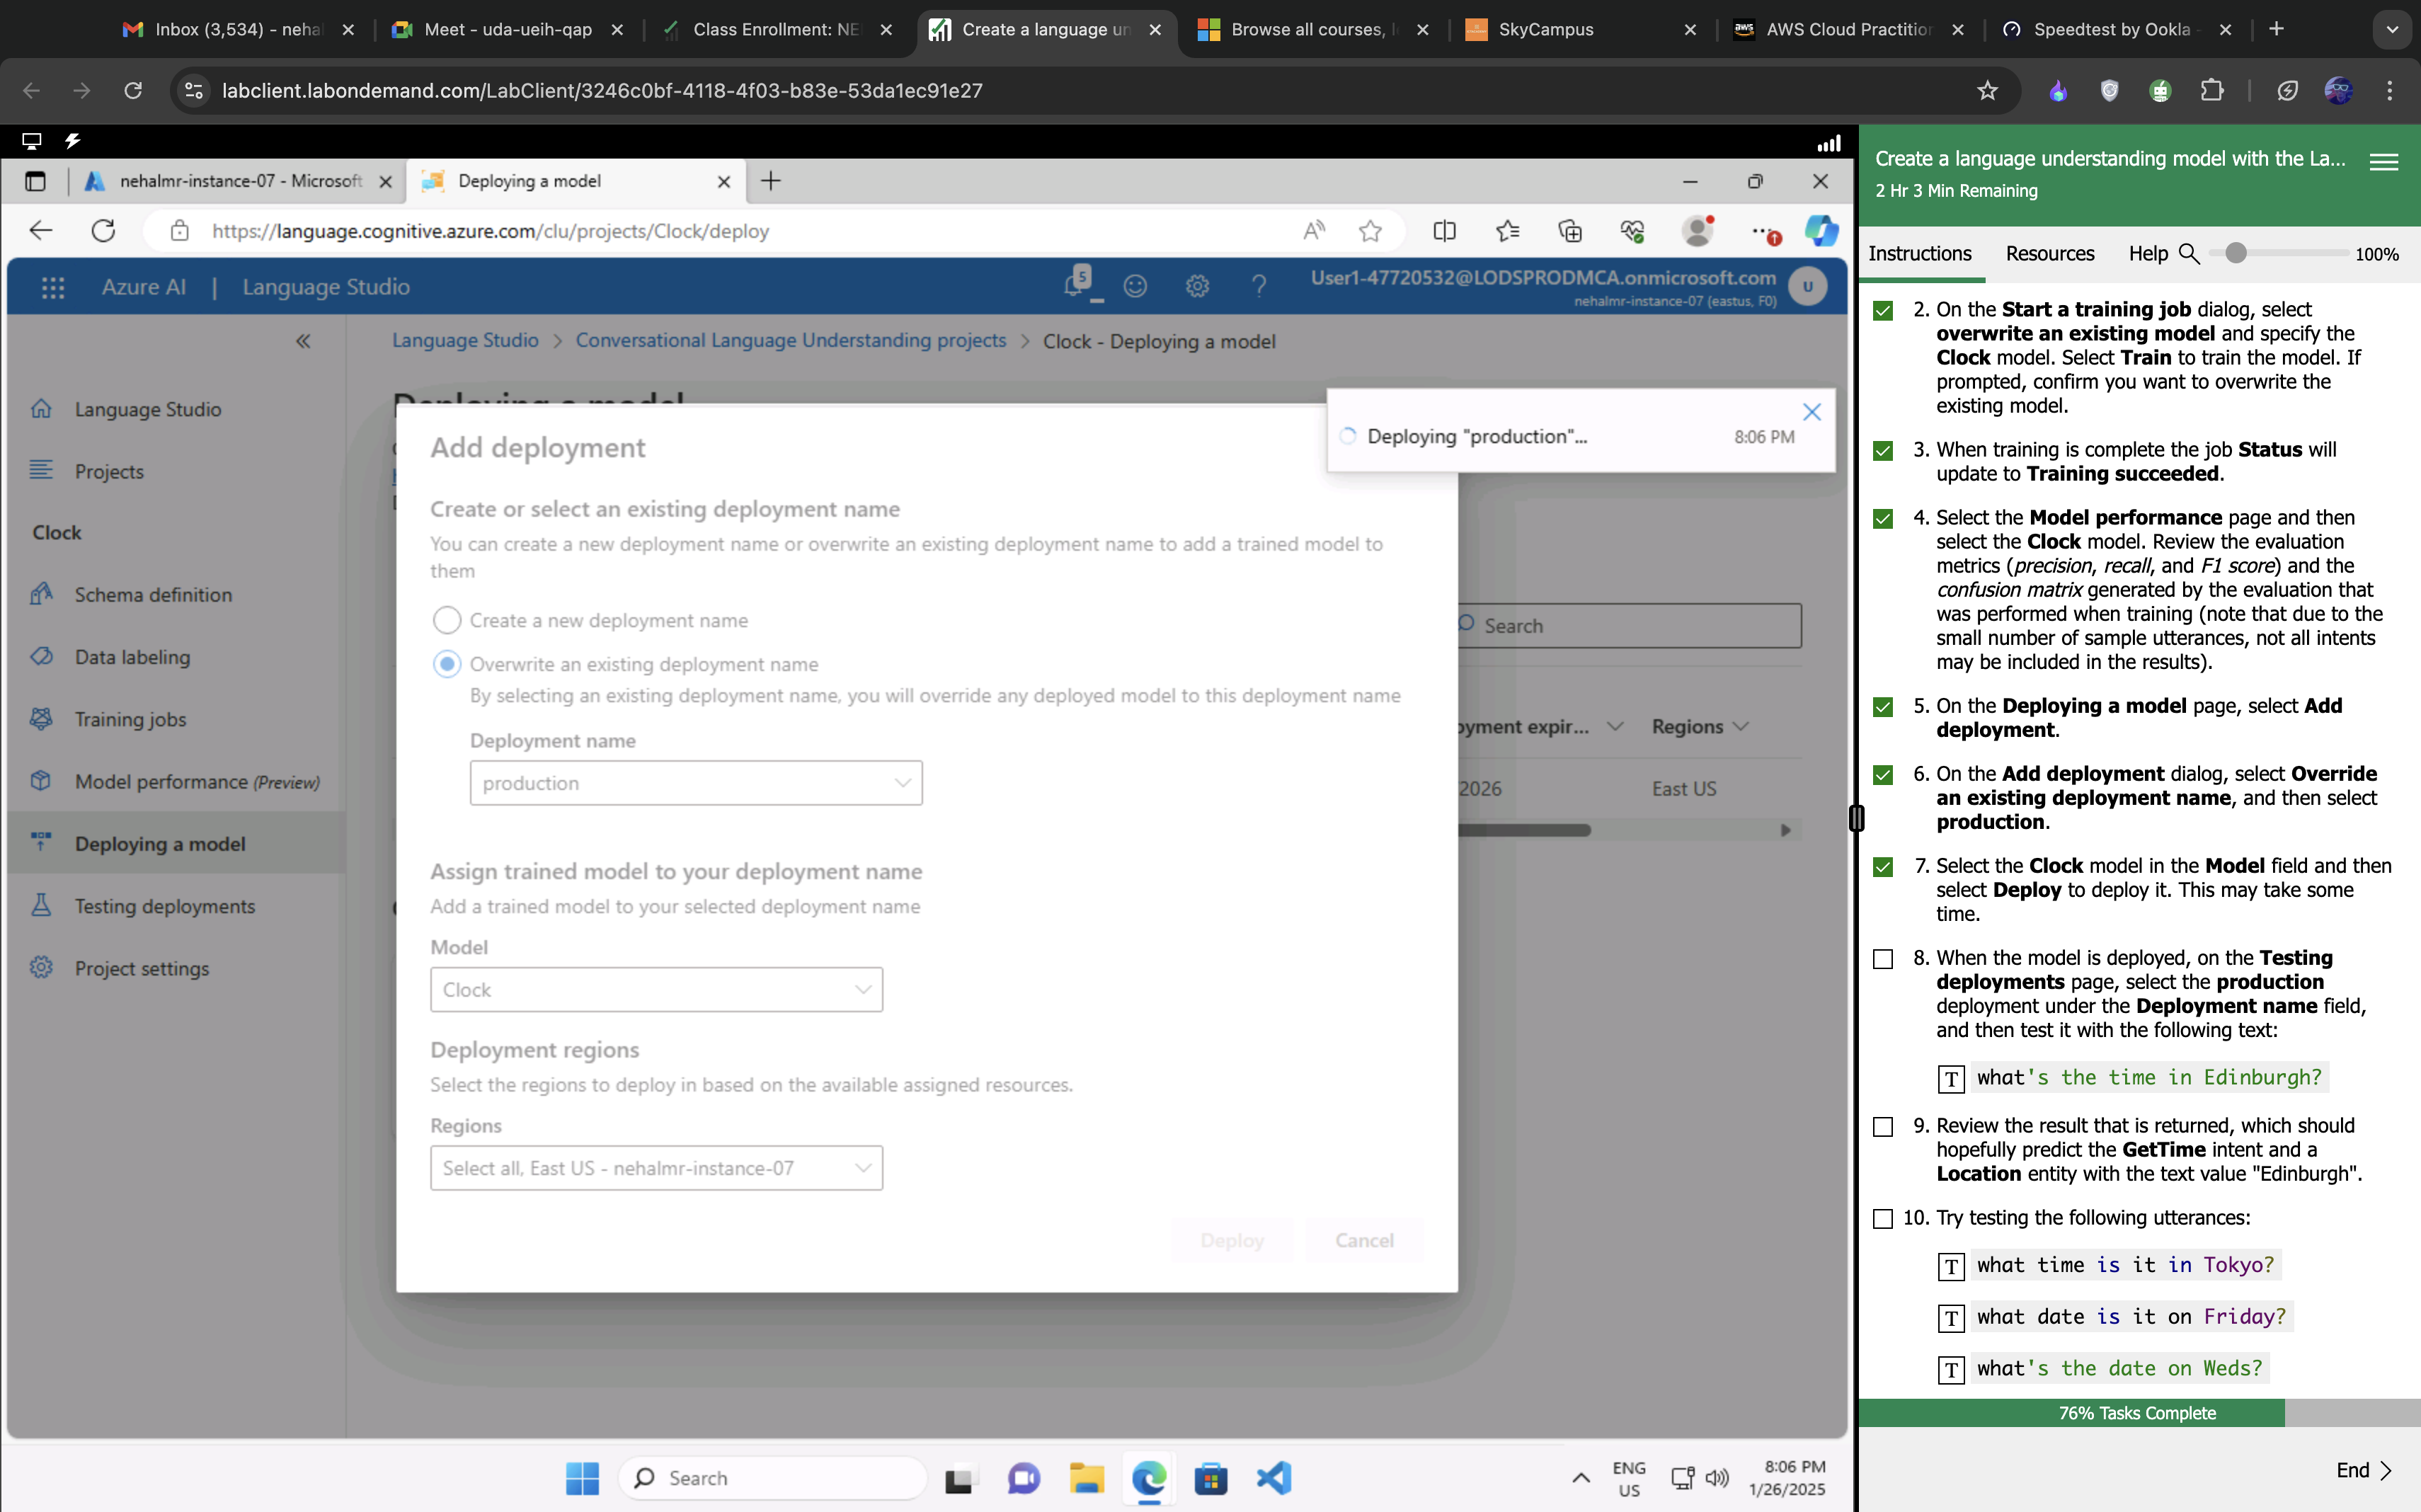 Inbox (3,534) - neha
Meet - uda-ueih-qap
Class Enrollment: NE
Create a language un
Browse all courses, l
SkyCampus
AWS Cloud Practition
Speedtest by Ookla -
labclient.labondemand.com/LabClient/3246c0bf-4118-4f03-b83e-53da1ec91e27
nehalmr-instance-07 - Microsoft
Deploying a model
https://language.cognitive.azure.com/clu/projects/Clock/deploy
Azure AI | Language Studio
5
User1-47720532@LODSPRODMCA.onmicrosoft.com
nehalmr-instance-07 (eastus, F0)
U
Language Studio > Conversational Language Understanding projects > Clock - Deploying a model
Language Studio
Projects
Clock
Schema definition
Data labeling
Training jobs
Model performance (Preview)
Deploying a model
Testing deployments
Project settings
Deploying a model
Deploying "production"...
8:06 PM
Add deployment
Create or select an existing deployment name
You can create a new deployment name or overwrite an existing deployment name to add a trained model to
them
Create a new deployment name
Overwrite an existing deployment name
By selecting an existing deployment name, you will override any deployed model to this deployment name
Deployment name
production
Assign trained model to your deployment name
Add a trained model to your selected deployment name
Model
Clock
Deployment regions
Select the regions to deploy in based on the available assigned resources.
Regions
Select all, East US - nehalmr-instance-07
Deploy
Cancel
Search
oyment expir...
Regions
2026
East US
Search
ENG
US
8:06 PM
1/26/2025
Create a language understanding model with the La...
2 Hr 3 Min Remaining
Instructions
Resources
Help
100%
2. On the Start a training job dialog, select
overwrite an existing model and specify the
Clock model. Select Train to train the model. If
prompted, confirm you want to overwrite the
existing model.
3. When training is complete the job Status will
update to Training succeeded.
4. Select the Model performance page and then
select the Clock model. Review the evaluation
metrics (precision, recall, and F1 score) and the
confusion matrix generated by the evaluation that
was performed when training (note that due to the
small number of sample utterances, not all intents
may be included in the results).
5. On the Deploying a model page, select Add
deployment.
6. On the Add deployment dialog, select Override
an existing deployment name, and then select
production.
7. Select the Clock model in the Model field and then
select Deploy to deploy it. This may take some
time.
8. When the model is deployed, on the Testing
deployments page, select the production
deployment under the Deployment name field,
and then test it with the following text:
T what's the time in Edinburgh?
9. Review the result that is returned, which should
hopefully predict the GetTime intent and a
Location entity with the text value "Edinburgh".
10. Try testing the following utterances:
T what time is it in Tokyo?
T what date is it on Friday?
T what's the date on Weds?
76% Tasks Complete
End